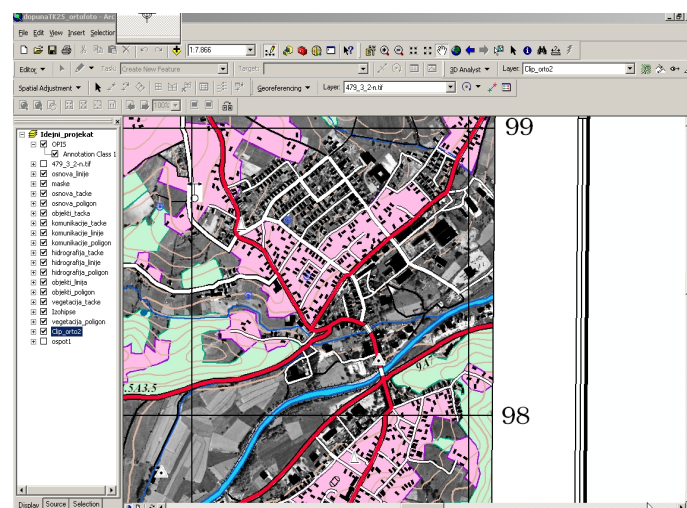 dopunaTK25_ortofoto - Arc
File Edit View Insert Selection
1:7.866
Editor Task: Create New Feature Target: 3D Analyst Layer: Clip_orto2
Spatial Adjustment Georeferencing Layer: 479_3_2-n.tif
100%
Idejni_projekat
OPIS
Annotation Class 1
479_3_2-n.tif
osnova_linije
maske
osnova_tacke
osnova_poligon
objekti_tacka
komunikacije_tacke
komunikacije_linije
komunikacije_poligon
hidrografija_tacke
hidrografija_linije
hidrografija_poligon
objekti_linija
objekti_poligon
vegetacija_tacke
Izohipse
vegetacija_poligon
Clip_orto2
ospot1
99
9A7
.5A3.5
98
Display Source Selection